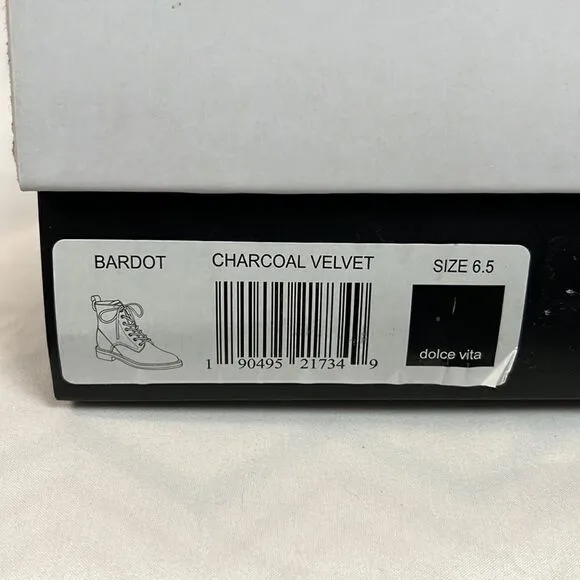 BARDOT
CHARCOAL VELVET
SIZE 6.5
1 90495 21734 9
dolce vita